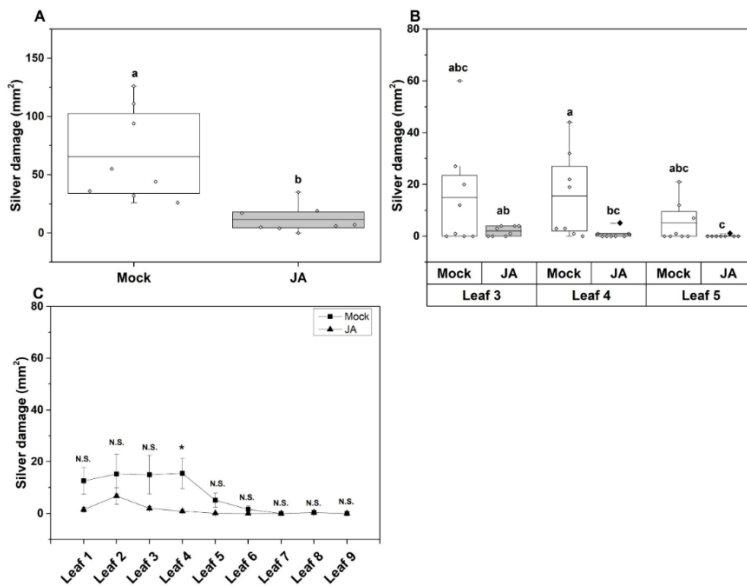 A
Silver damage (mm²)
150
125
100
75
50
25
0
a
b
Mock
JA
B
Silver damage (mm²)
80
60
40
20
0
abc
ab
a
bc
abc
c
Mock JA Mock JA Mock JA
Leaf 3 Leaf 4 Leaf 5
C
Silver damage (mm²)
80
60
40
20
0
Mock
JA
N.S. N.S. N.S. * N.S. N.S. N.S. N.S. N.S.
Leaf 1 Leaf 2 Leaf 3 Leaf 4 Leaf 5 Leaf 6 Leaf 7 Leaf 8 Leaf 9